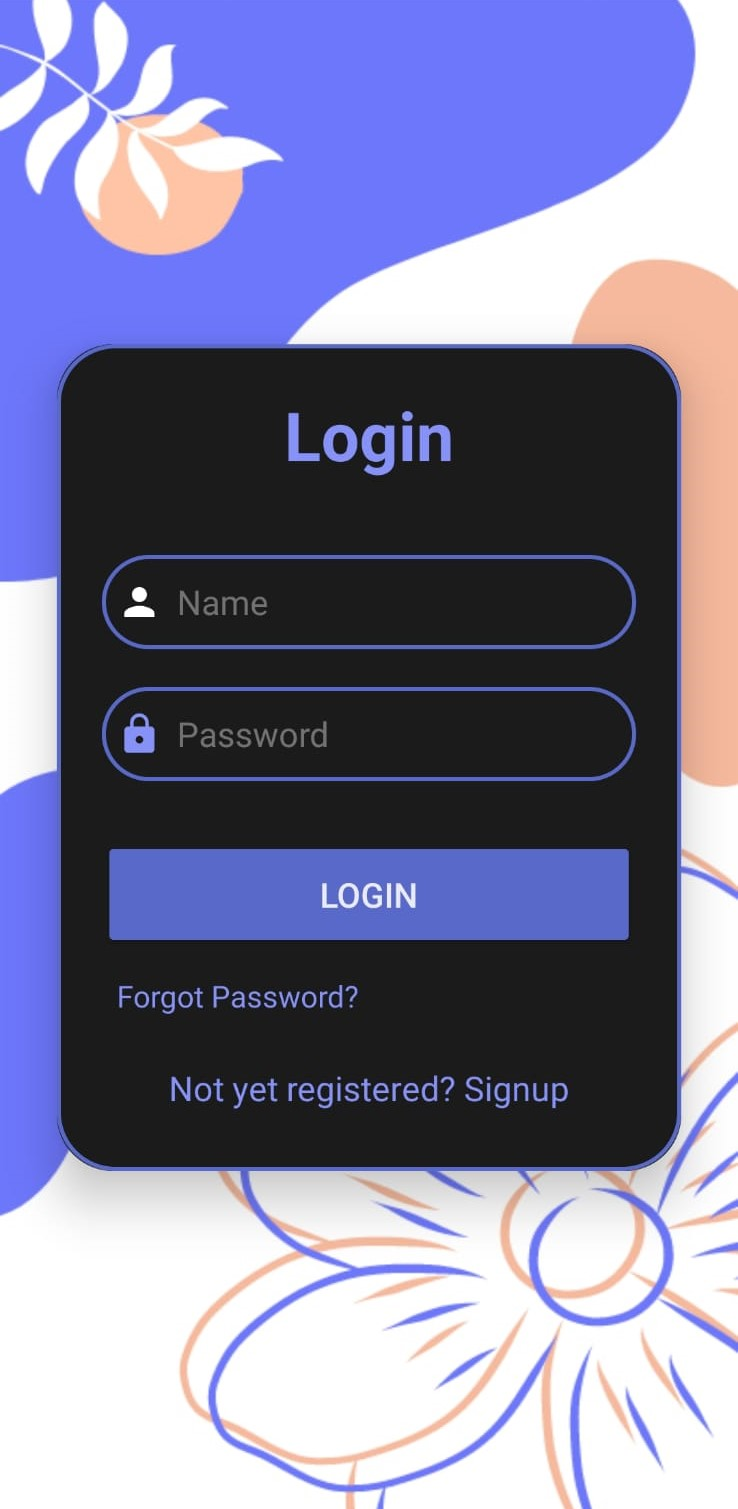 Login
Name
Password
LOGIN
Forgot Password?
Not yet registered? Signup